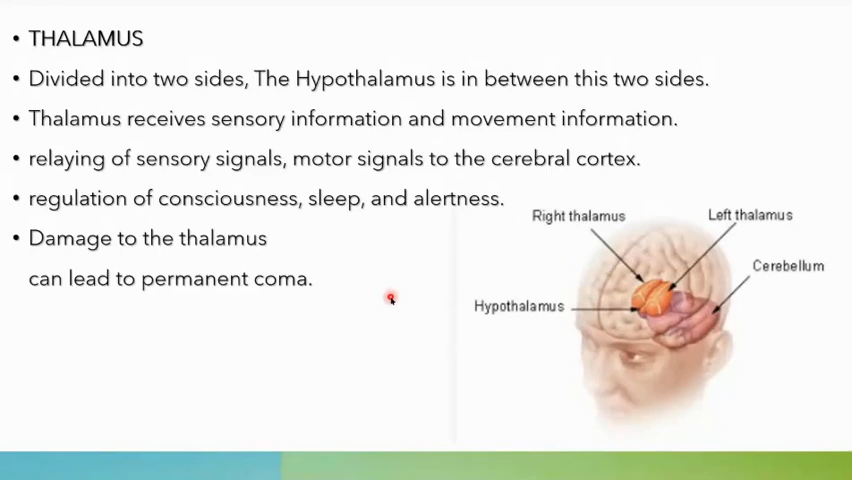 • THALAMUS
• Divided into two sides, The Hypothalamus is in between this two sides.
• Thalamus receives sensory information and movement information.
• relaying of sensory signals, motor signals to the cerebral cortex.
• regulation of consciousness, sleep, and alertness.
• Damage to the thalamus
can lead to permanent coma.
Right thalamus
Left thalamus
Cerebellum
Hypothalamus